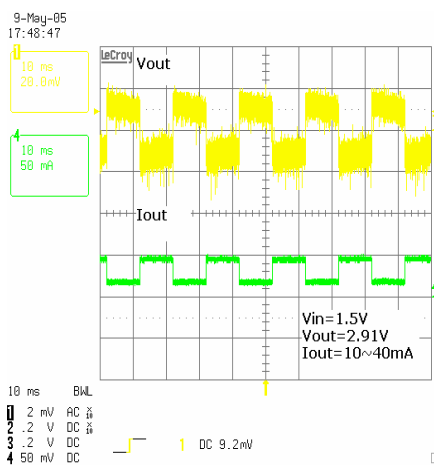 9-May-05
17:48:47
1
10 ms
20.0mV
4
10 ms
50 mA
LeCroy
Vout
Iout
Vin=1.5V
Vout=2.91V
Iout=10~40mA
10 ms BWL
1 2 mV AC X10
2 .2 V DC X10
3 .2 V DC
4 50 mV DC
1 DC 9.2mV